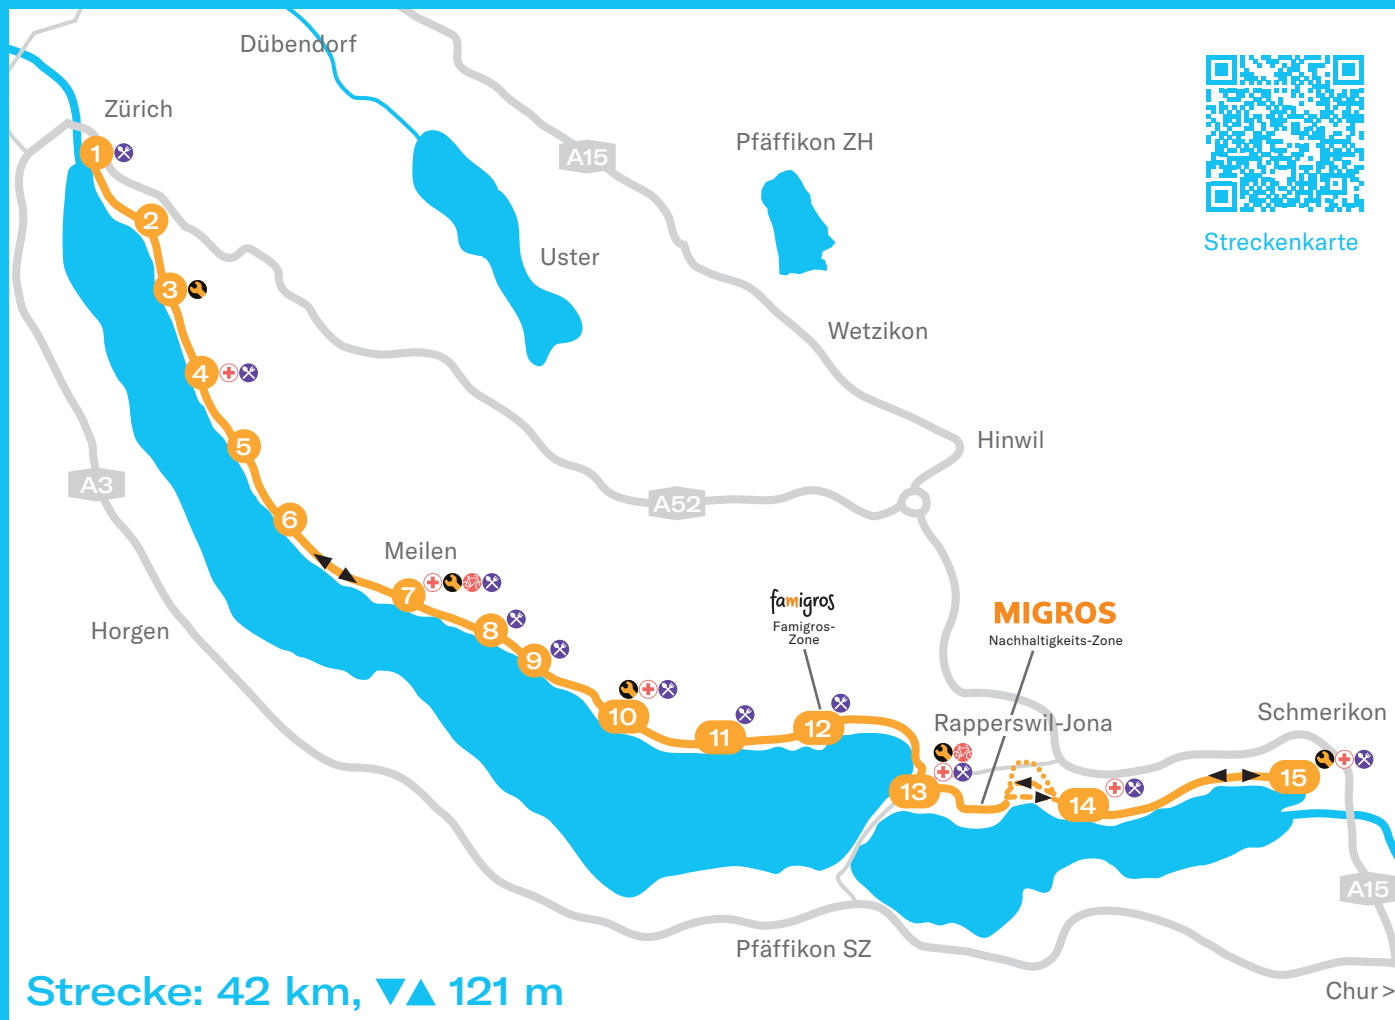 Dübendorf
Zürich
A15
Pfäffikon ZH
Streckenkarte
1
2
Uster
3
Wetzikon
4
5
Hinwil
A3
A52
6
Meilen
7
famigros
Famigros-
Zone
MIGROS
Nachhaltigkeits-Zone
Horgen
8
9
10
11
12
Rapperswil-Jona
Schmerikon
13
14
15
A15
Pfäffikon SZ
Chur >
Strecke: 42 km, ▼▲ 121 m